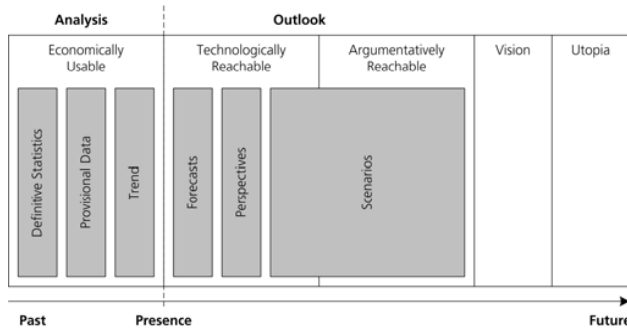 Analysis
Outlook
Economically
Usable
Technologically
Reachable
Argumentatively
Reachable
Vision
Utopia
Definitive Statistics
Provisional Data
Trend
Forecasts
Perspectives
Scenarios
Past
Presence
Future